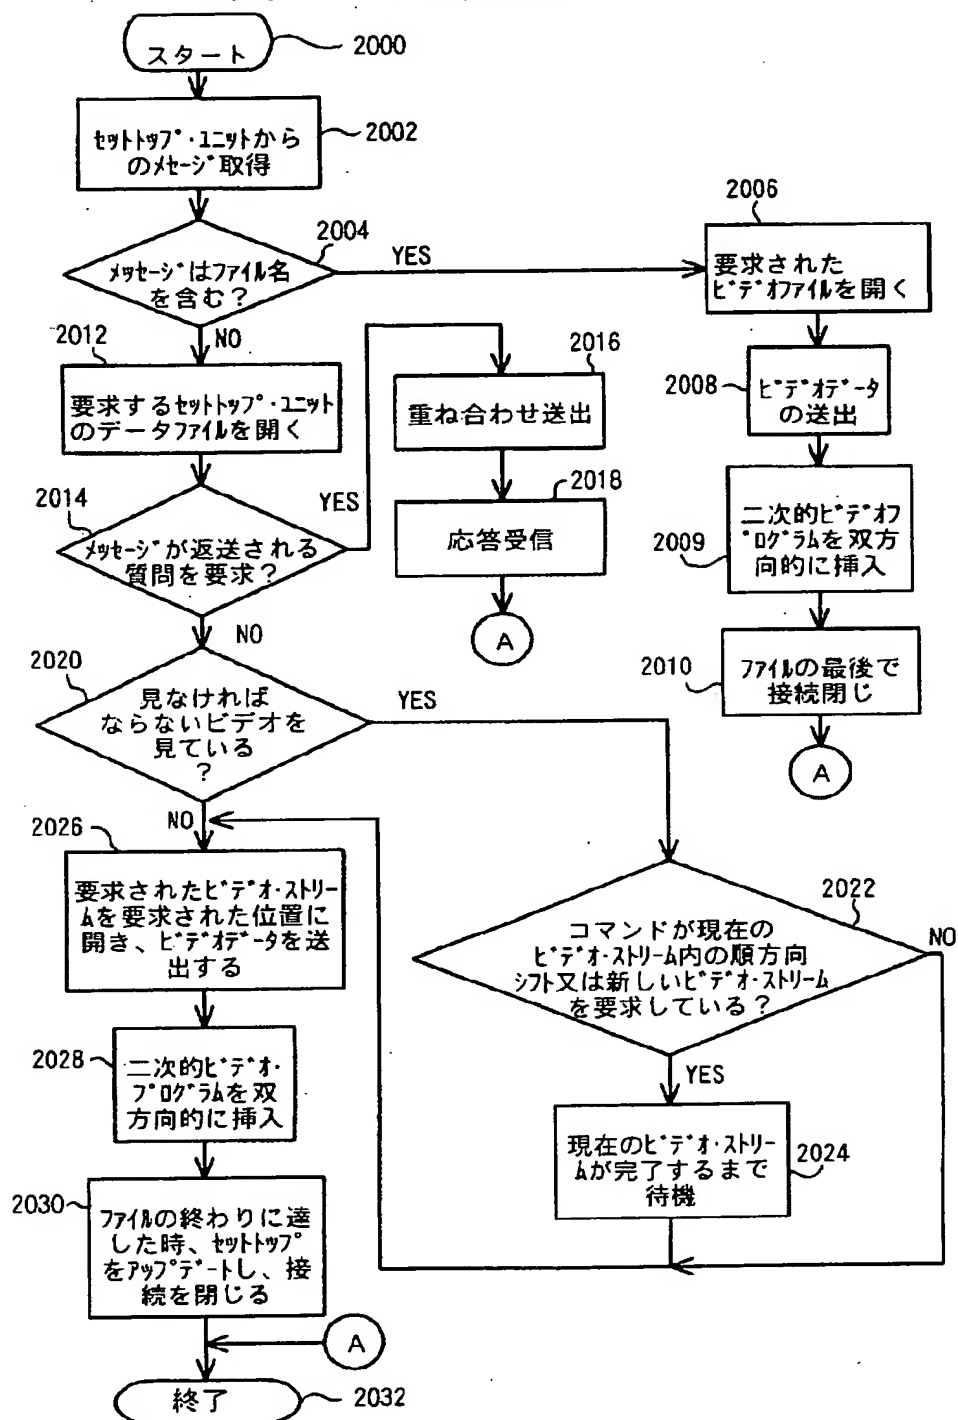 スタート
2000
セットトップ・ユニットから
のメセージ取得
2002
メッセージはファイル名
を含む?
2004
YES
NO
2006
要求された
ビデオファイルを開く
2008
ビデオデータ
の送出
2009
二次的ビデオプ
ログラムを双方
向的に挿入
2010
ファイルの最後で
接続閉じ
A
2012
要求するセットトップ・ユニット
のデータファイルを開く
2014
メッセージが返送される
質問を要求?
YES
NO
2016
重ね合わせ送出
2018
応答受信
A
2020
見なければ
ならないビデオを
見ている
?
YES
NO
2022
コマンドが現在の
ビデオ・ストリーム内の順方向
シフト又は新しいビデオ・ストリーム
を要求している?
NO
YES
現在のビデオ・ストリー
ムが完了するまで
待機
2024
2026
要求されたビデオ・ストリー
ムを要求された位置に
開き、ビデオデータを送
出する
2028
二次的ビデオ・
プログラムを双
方向的に挿入
2030
ファイルの終わりに達
した時、セットトップ
をアップデートし、接
続を閉じる
A
終了
2032